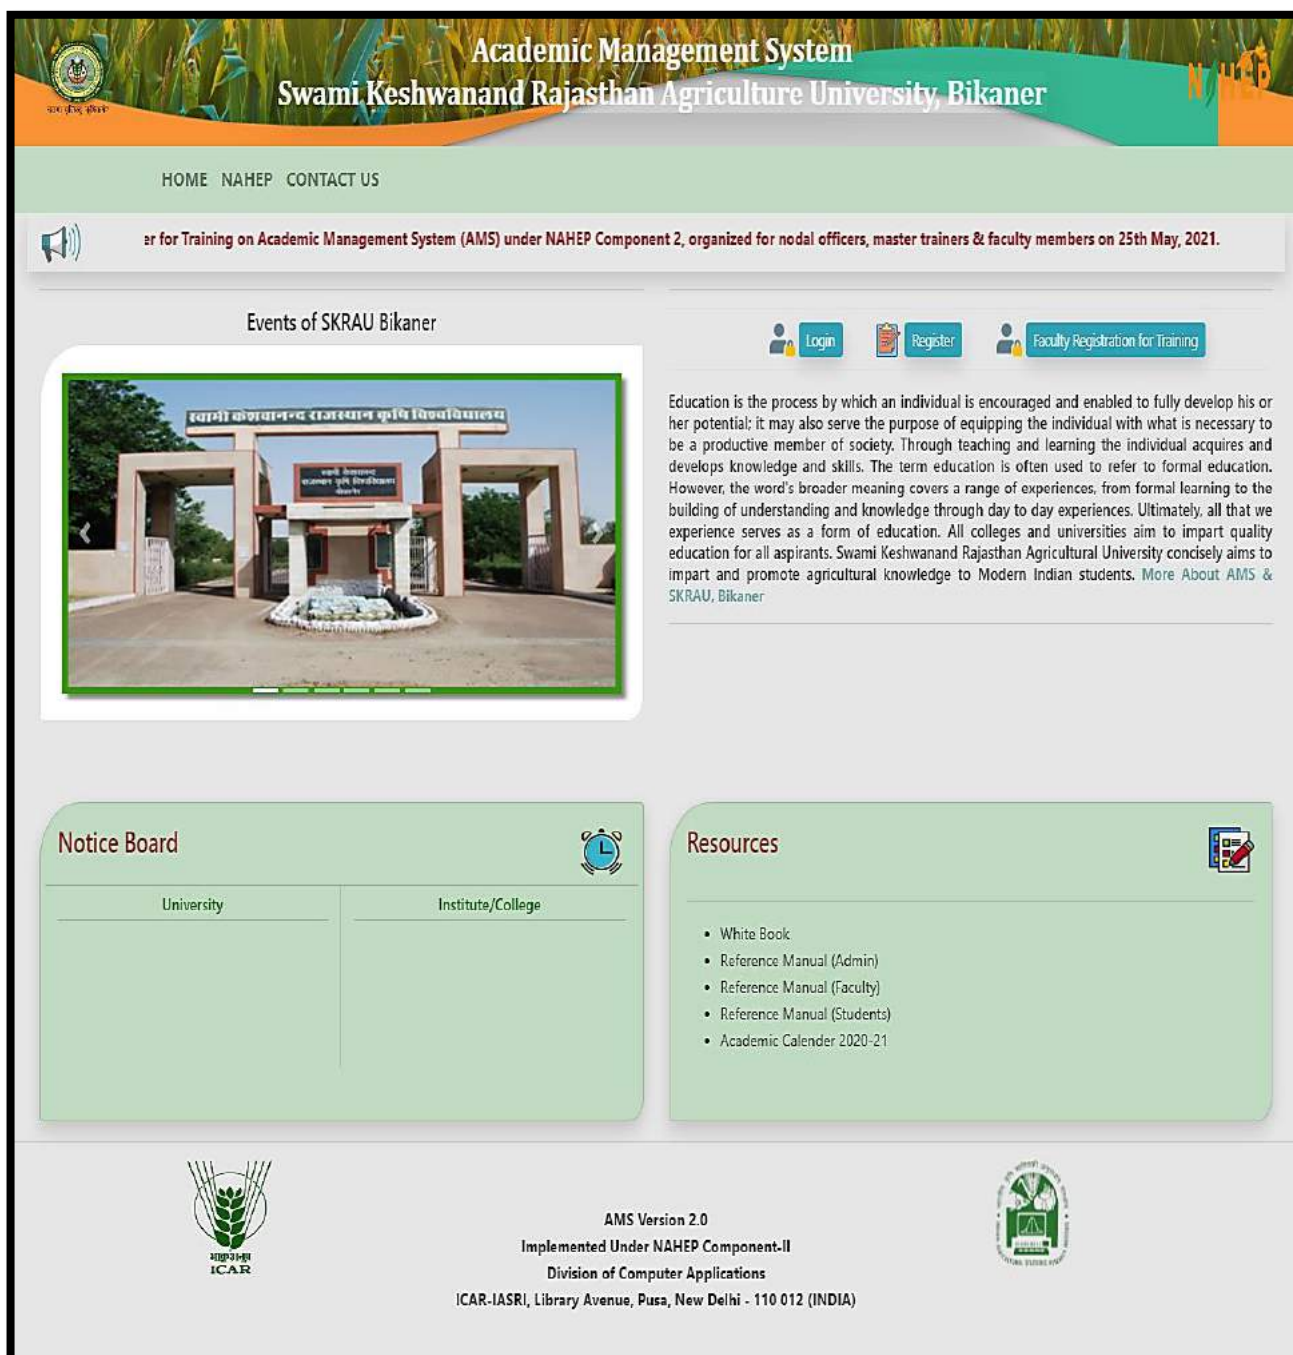 Academic Management System
Swami Keshwanand Rajasthan Agriculture University, Bikaner
NAHEP
HOME NAHEP CONTACT US
er for Training on Academic Management System (AMS) under NAHEP Component 2, organized for nodal officers, master trainers & faculty members on 25th May, 2021.
Events of SKRAU Bikaner
स्वामी केशवानन्द राजस्थान कृषि विश्वविद्यालय
स्वामी केशवानन्द
राजस्थान कृषि विश्वविद्यालय
बीकानेर
Login Register Faculty Registration for Training
Education is the process by which an individual is encouraged and enabled to fully develop his or
her potential; it may also serve the purpose of equipping the individual with what is necessary to
be a productive member of society. Through teaching and learning the individual acquires and
develops knowledge and skills. The term education is often used to refer to formal education.
However, the word's broader meaning covers a range of experiences, from formal learning to the
building of understanding and knowledge through day to day experiences. Ultimately, all that we
experience serves as a form of education. All colleges and universities aim to impart quality
education for all aspirants. Swami Keshwanand Rajasthan Agricultural University concisely aims to
impart and promote agricultural knowledge to Modern Indian students. More About AMS &
SKRAU, Bikaner
Notice Board
University Institute/College
Resources
• White Book
• Reference Manual (Admin)
• Reference Manual (Faculty)
• Reference Manual (Students)
• Academic Calender 2020-21
भाकृअनुप
ICAR
AMS Version 2.0
Implemented Under NAHEP Component-II
Division of Computer Applications
ICAR-IASRI, Library Avenue, Pusa, New Delhi - 110 012 (INDIA)